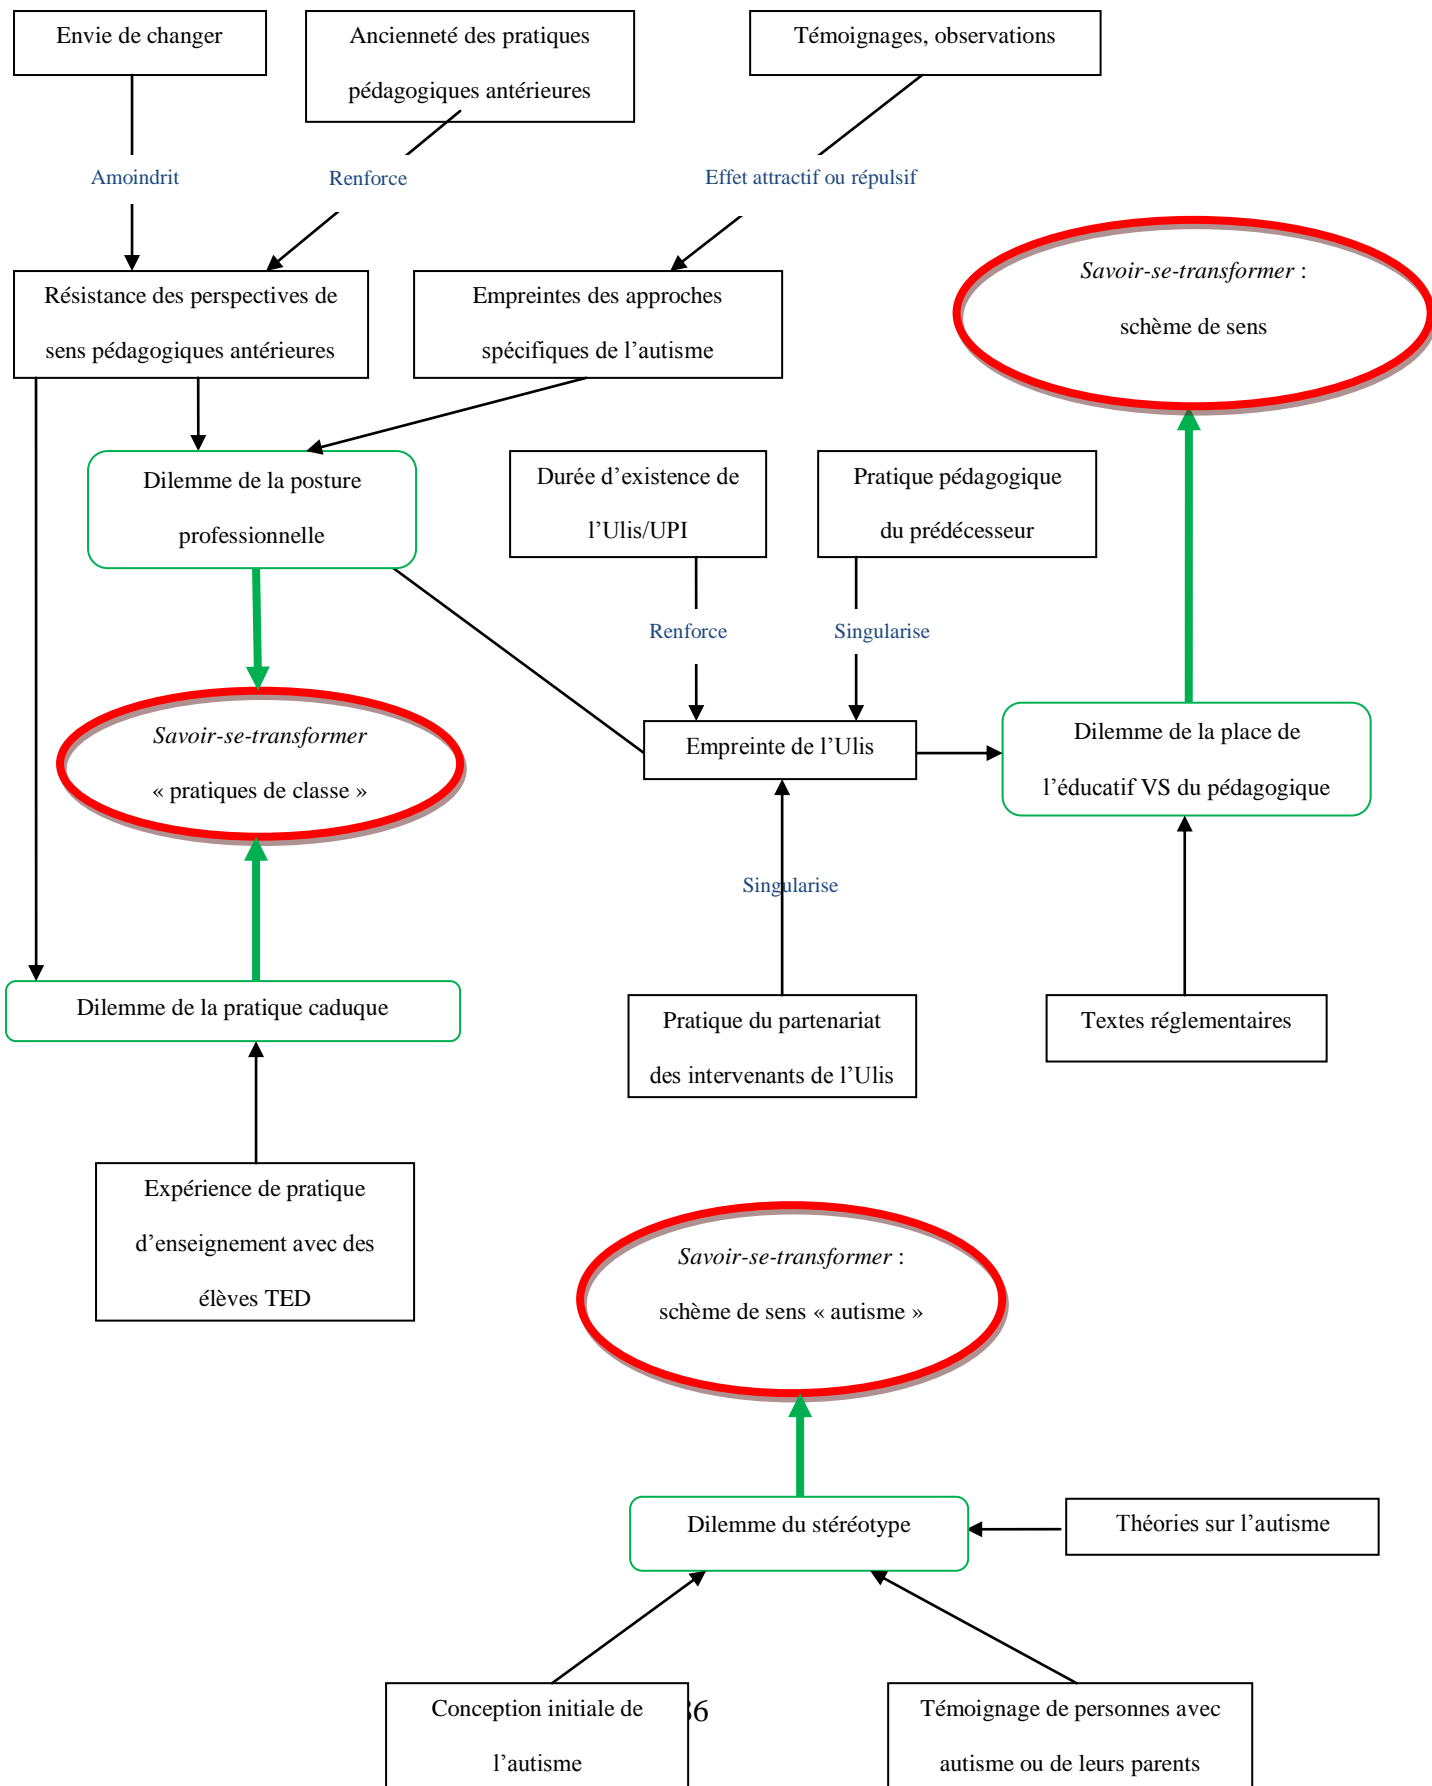 Envie de changer
Ancienneté des pratiques
pédagogiques antérieures
Témoignages, observations
Amoindrit
Renforce
Effet attractif ou répulsif
Résistance des perspectives de
sens pédagogiques antérieures
Empreintes des approches
spécifiques de l’autisme
Savoir-se-transformer :
schème de sens
Dilemme de la posture
professionnelle
Durée d’existence de
l’Ulis/UPI
Pratique pédagogique
du prédécesseur
Renforce
Singularise
Savoir-se-transformer
« pratiques de classe »
Empreinte de l’Ulis
Dilemme de la place de
l’éducatif VS du pédagogique
Singularise
Dilemme de la pratique caduque
Pratique du partenariat
des intervenants de l’Ulis
Textes réglementaires
Expérience de pratique
d’enseignement avec des
élèves TED
Savoir-se-transformer :
schème de sens « autisme »
Dilemme du stéréotype
Théories sur l’autisme
Conception initiale de
l’autisme
Témoignage de personnes avec
autisme ou de leurs parents